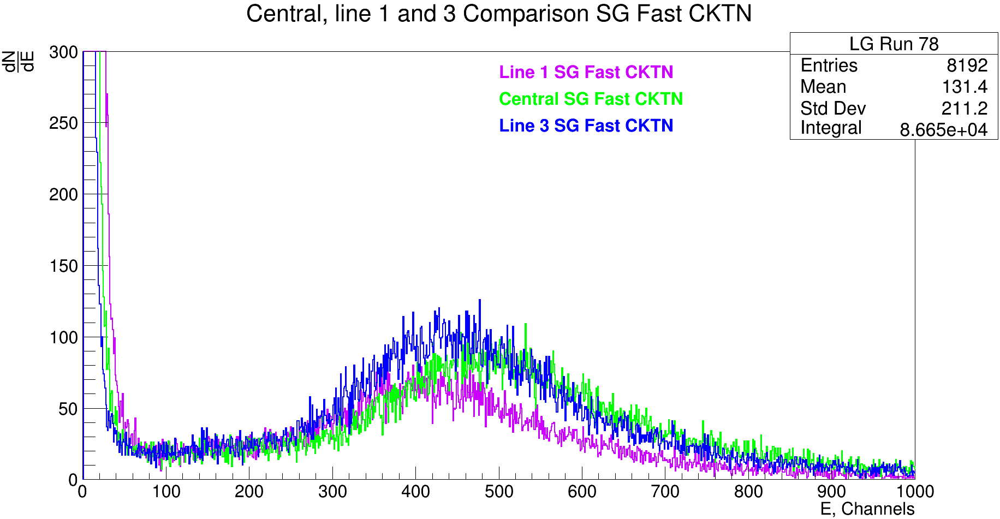 Central, line 1 and 3 Comparison SG Fast CKTN
dN
dE
LG Run 78
Entries 8192
Mean 131.4
Std Dev 211.2
Integral 8.665e+04
Line 1 SG Fast CKTN
Central SG Fast CKTN
Line 3 SG Fast CKTN
300
250
200
150
100
50
0
0 100 200 300 400 500 600 700 800 900 1000
E, Channels